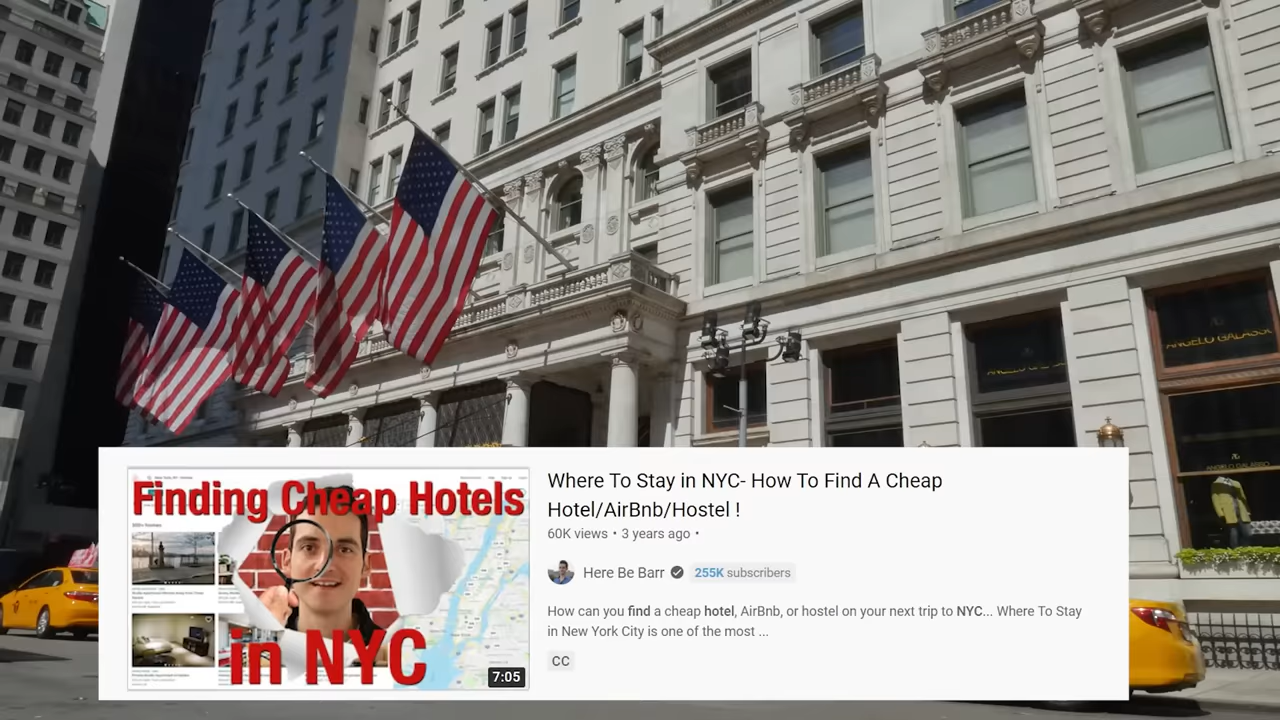 ANGELO GALASSO
Finding Cheap Hotels
in NYC
7:05
Where To Stay in NYC- How To Find A Cheap
Hotel/AirBnb/Hostel !
60K views • 3 years ago •
Here Be Barr 255K subscribers
How can you find a cheap hotel, AirBnb, or hostel on your next trip to NYC... Where To Stay
in New York City is one of the most ...
CC